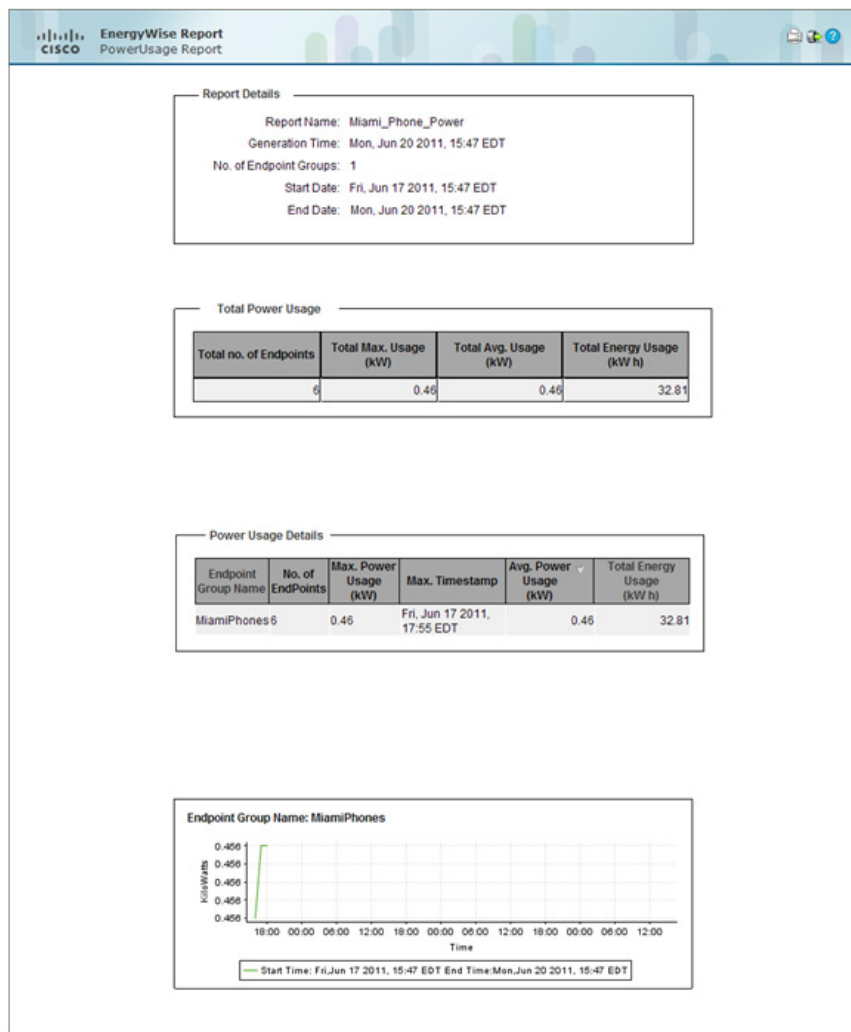 CISCO EnergyWise Report
PowerUsage Report
Report Details
Report Name: Miami_Phone_Power
Generation Time: Mon, Jun 20 2011, 15:47 EDT
No. of Endpoint Groups: 1
Start Date: Fri, Jun 17 2011, 15:47 EDT
End Date: Mon, Jun 20 2011, 15:47 EDT
Total Power Usage
Total no. of Endpoints Total Max. Usage (kW) Total Avg. Usage (kW) Total Energy Usage (kW h)
6 0.46 0.46 32.81
Power Usage Details
Endpoint Group Name No. of EndPoints Max. Power Usage (kW) Max. Timestamp Avg. Power Usage (kW) Total Energy Usage (kW h)
MiamiPhones 6 0.46 Fri, Jun 17 2011, 17:55 EDT 0.46 32.81
Endpoint Group Name: MiamiPhones
KiloWatts
0.456
0.456
0.456
0.456
0.456
18:00 00:00 06:00 12:00 18:00 00:00 06:00 12:00 18:00 00:00 06:00 12:00
Time
Start Time: Fri,Jun 17 2011, 15:47 EDT End Time:Mon,Jun 20 2011, 15:47 EDT